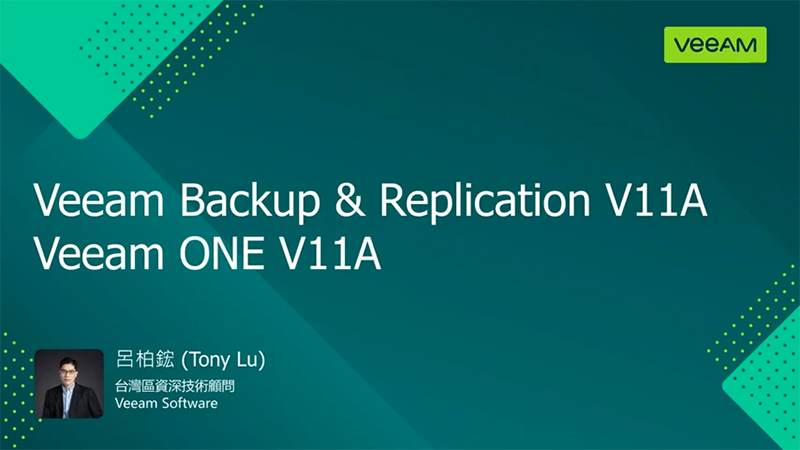 veeam
Veeam Backup & Replication V11A
Veeam ONE V11A
呂柏鋐 (Tony Lu)
台灣區資深技術顧問
Veeam Software